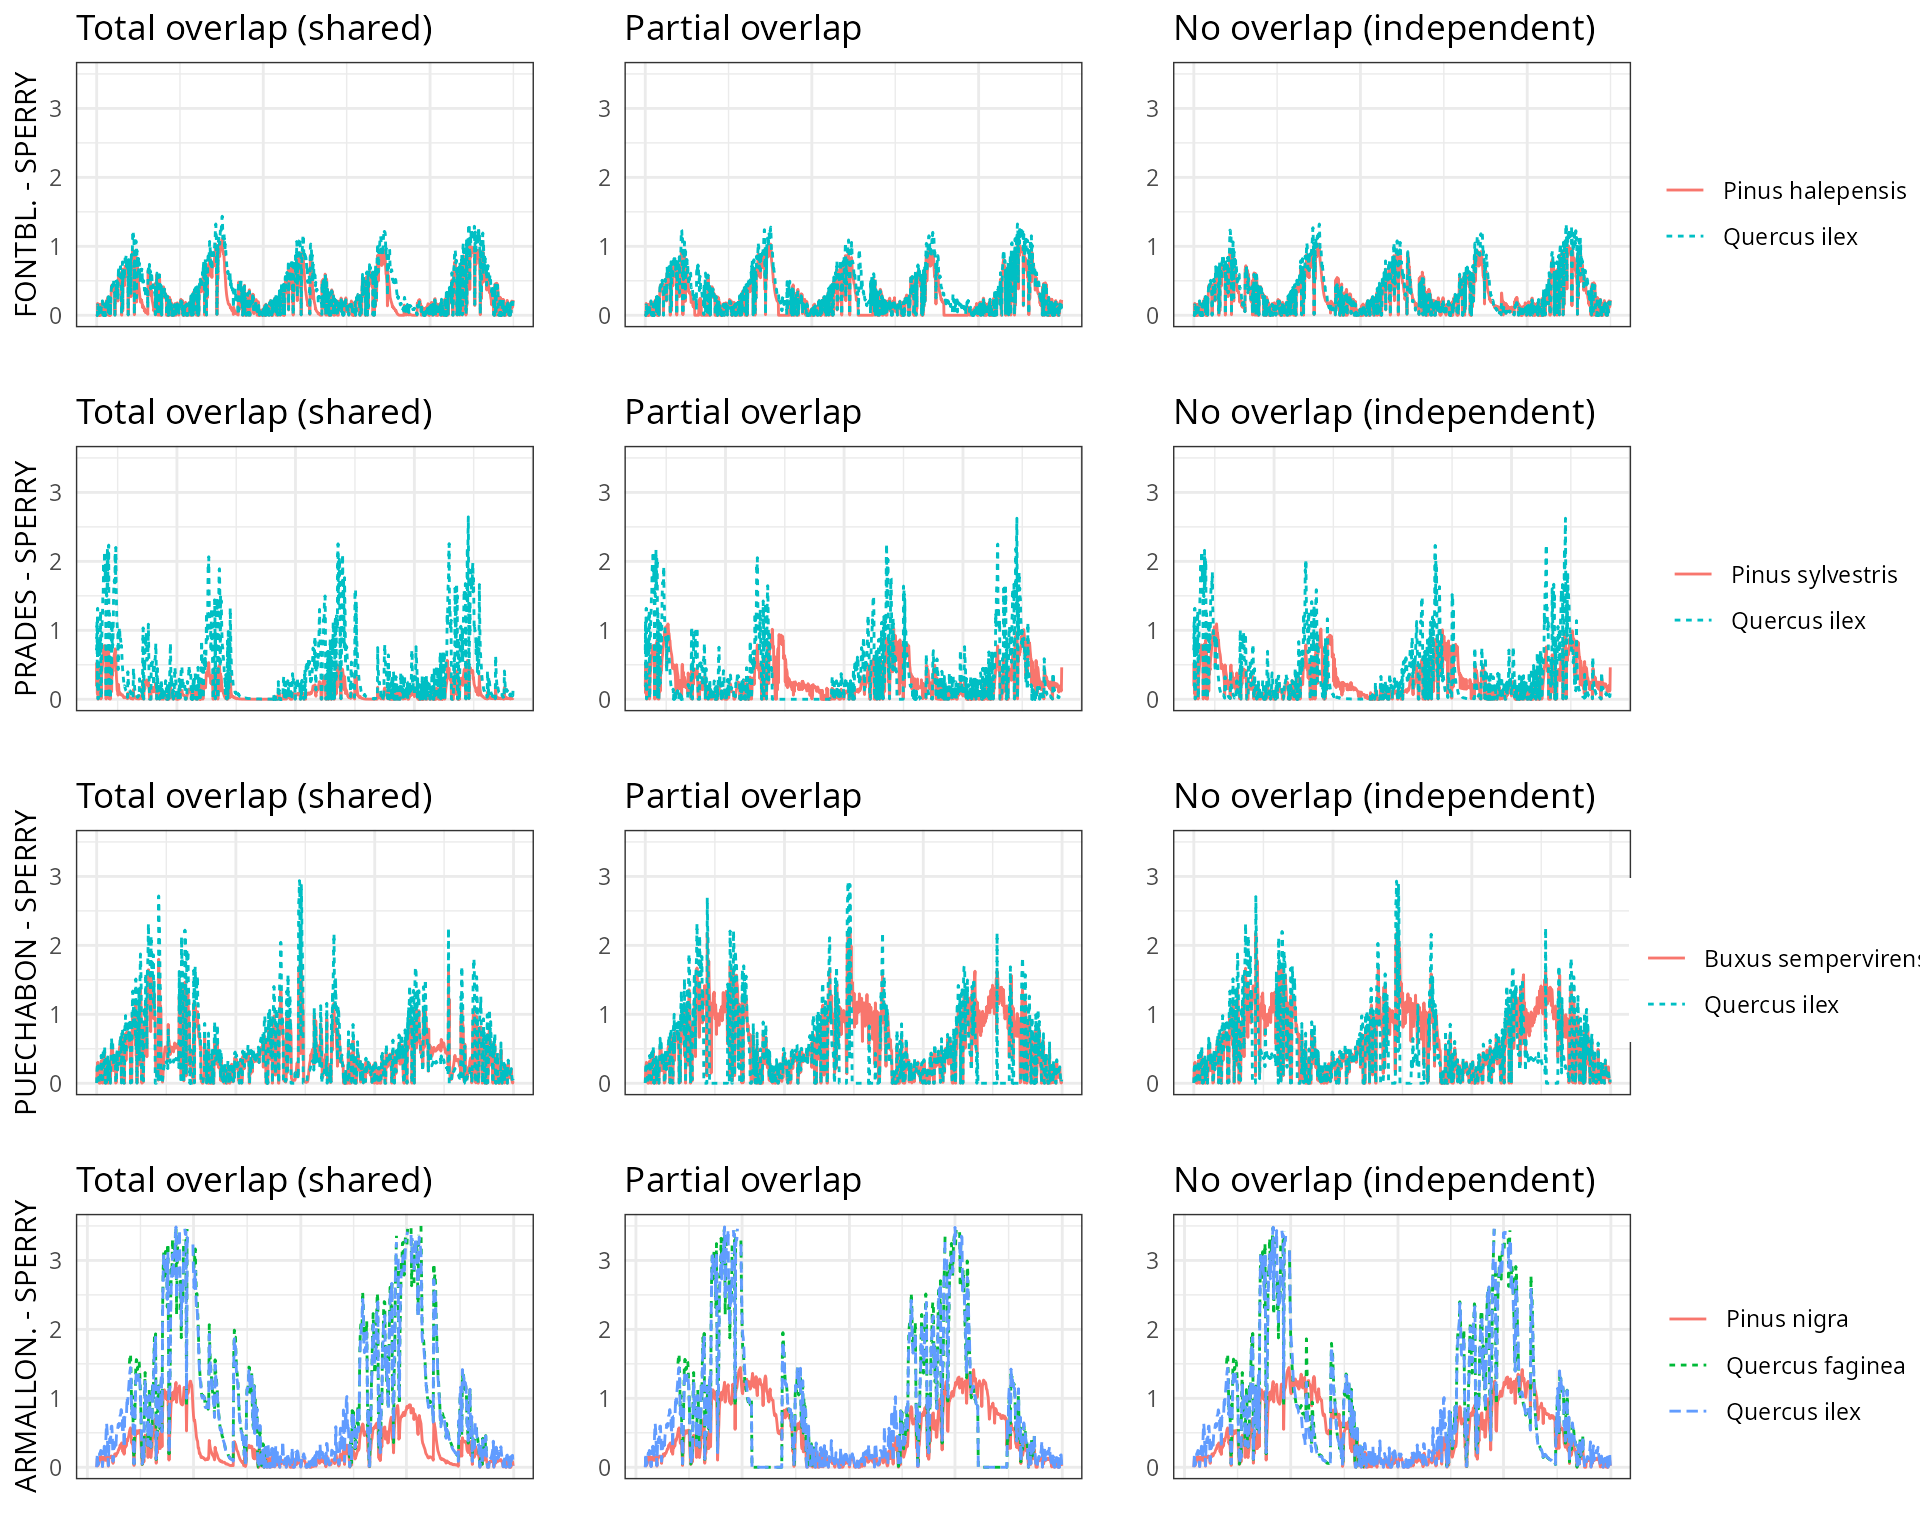 Total overlap (shared)
Partial overlap
No overlap (independent)
FONTBL. - SPERRY
3
2
1
0
3
2
1
0
3
2
1
0
Pinus halepensis
Quercus ilex
Total overlap (shared)
Partial overlap
No overlap (independent)
PRADES - SPERRY
3
2
1
0
3
2
1
0
3
2
1
0
Pinus sylvestris
Quercus ilex
Total overlap (shared)
Partial overlap
No overlap (independent)
PUECHABON - SPERRY
3
2
1
0
3
2
1
0
3
2
1
0
Buxus sempervirens
Quercus ilex
Total overlap (shared)
Partial overlap
No overlap (independent)
ARMALLON. - SPERRY
3
2
1
0
3
2
1
0
3
2
1
0
Pinus nigra
Quercus faginea
Quercus ilex